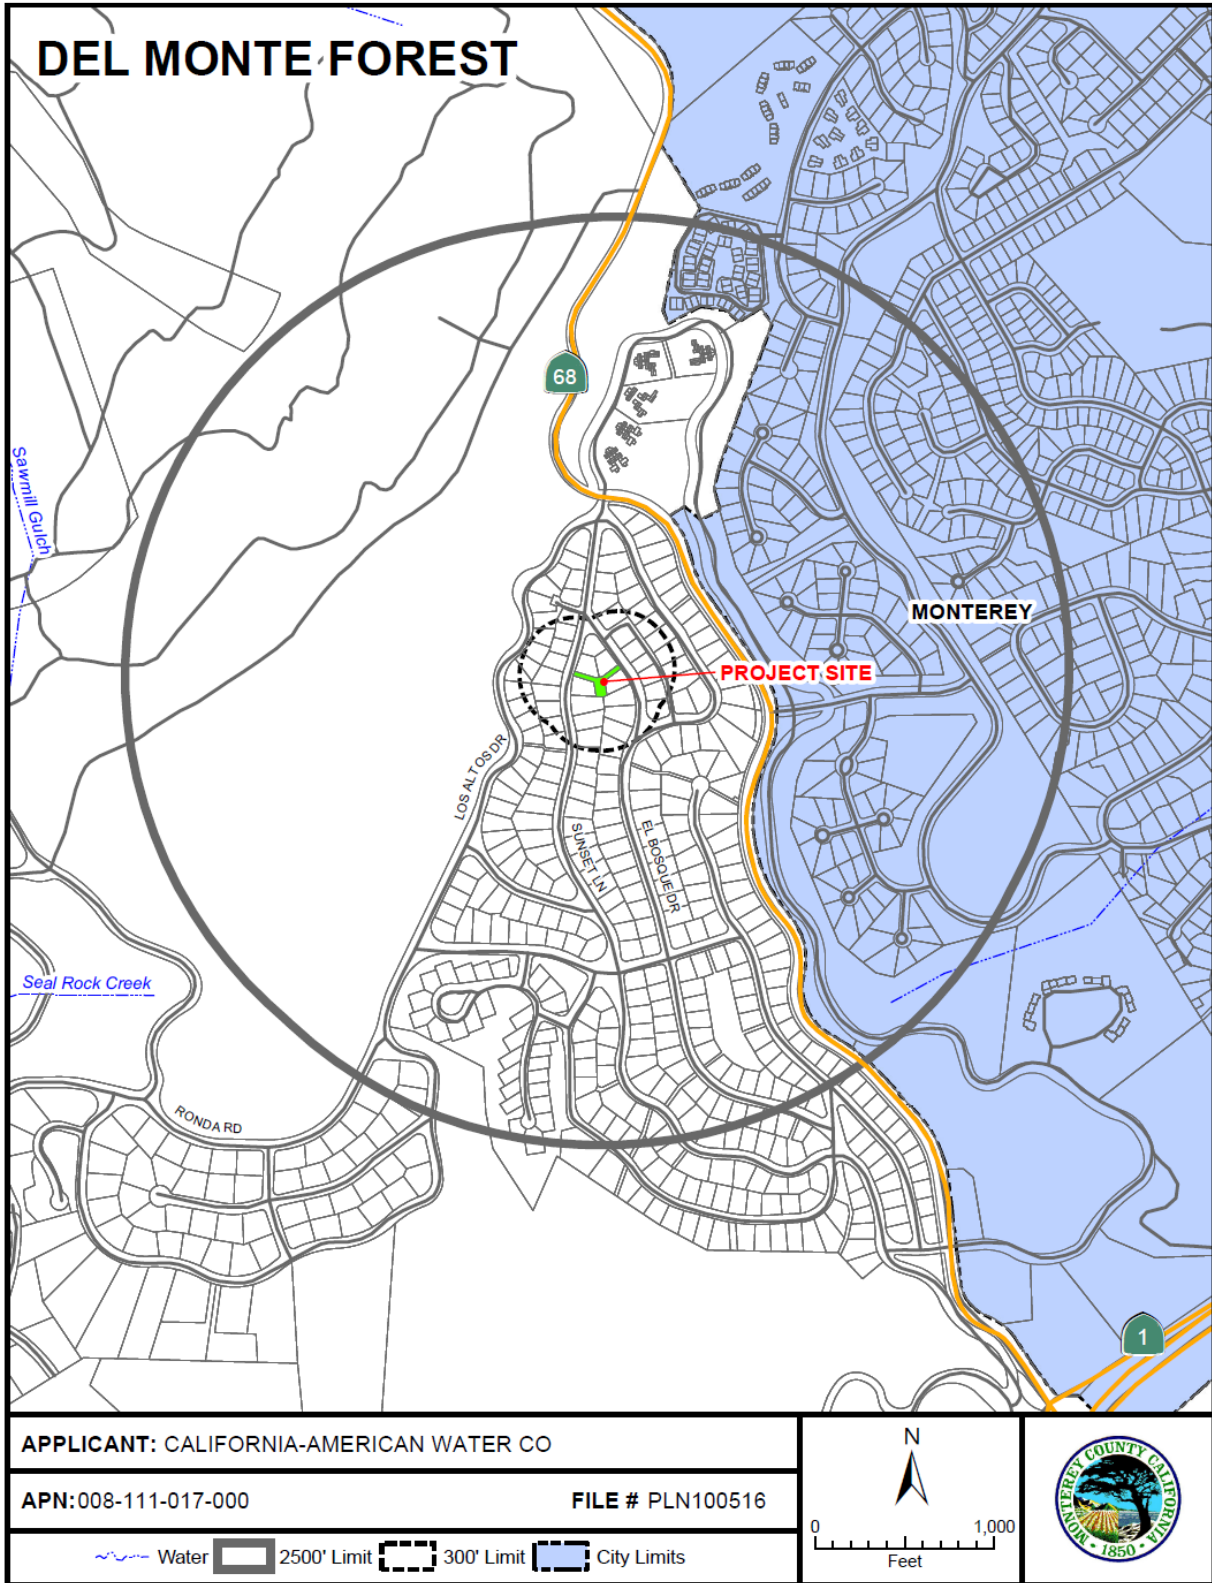 DEL MONTE FOREST
68
Sawmill Gulch
MONTEREY
PROJECT SITE
LOS ALTOS DR
SUNSET LN
EL BOSQUE DR
Seal Rock Creek
RONDA RD
1
APPLICANT: CALIFORNIA-AMERICAN WATER CO
APN: 008-111-017-000 FILE # PLN100516
Water 2500' Limit 300' Limit City Limits
N
0 1,000
Feet
MONTEREY COUNTY CALIFORNIA
1850